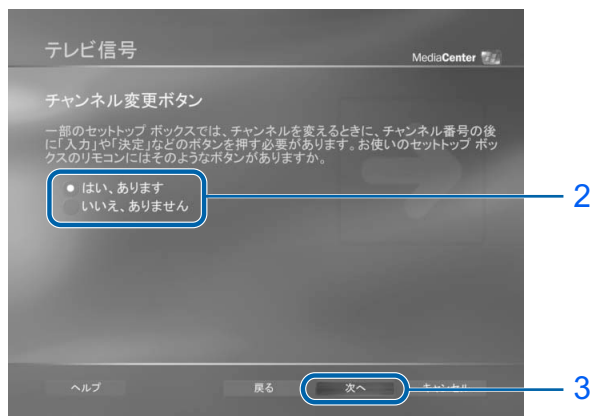 テレビ信号
MediaCenter
チャンネル変更ボタン
一部のセットトップ ボックスでは、チャンネルを変えるときに、チャンネル番号の後
に「入力」や「決定」などのボタンを押す必要があります。お使いのセットトップ ボッ
クスのリモコンにはそのようなボタンがありますか。
はい、あります
いいえ、ありません
2
ヘルプ 戻る 次へ キャンセル
3